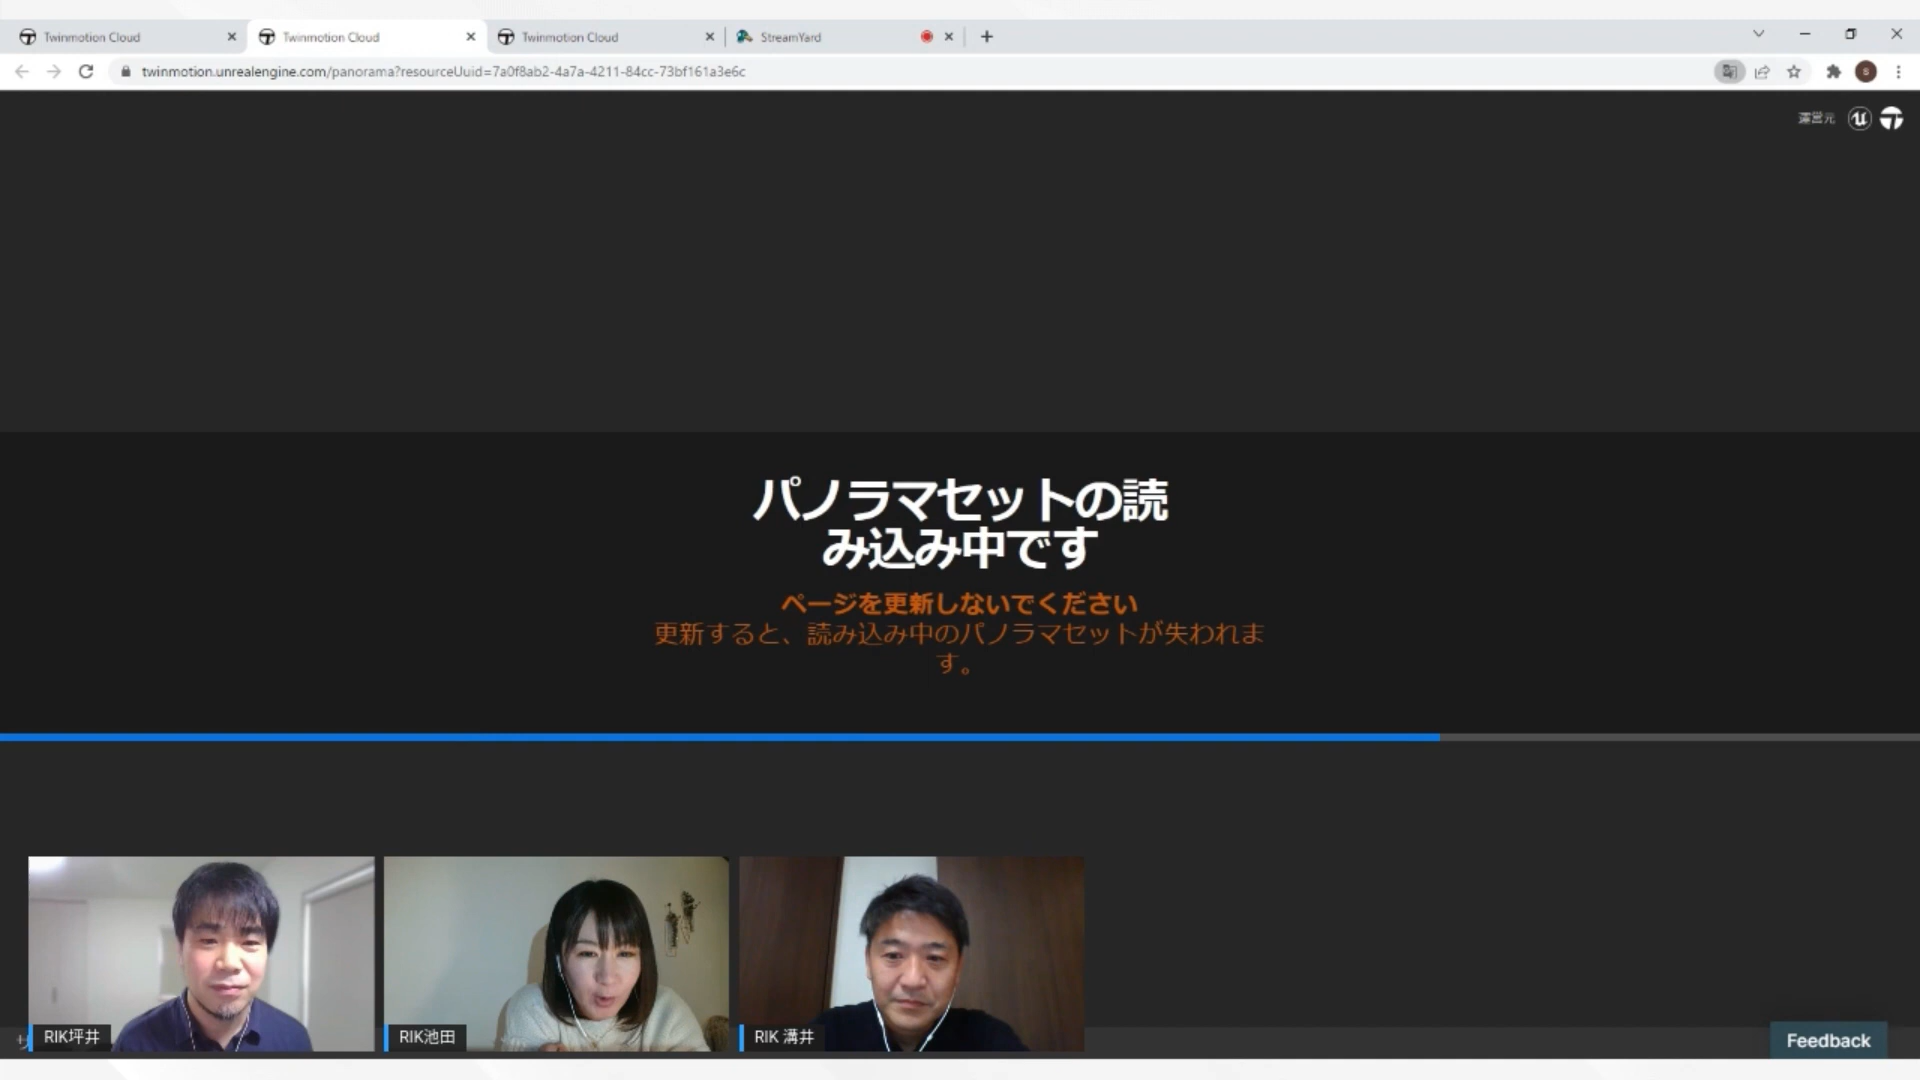 Twinmotion Cloud
Twinmotion Cloud
Twinmotion Cloud
StreamYard
twinmotion.unrealengine.com/panorama?resourceUuid=7a0f8ab2-4a7a-4211-84cc-73bf161a3e6c
運営元
パノラマセットの読
み込み中です
ページを更新しないでください
更新すると、読み込み中のパノラマセットが失われま
す。
RIK坪井
RIK池田
RIK 溝井
Feedback